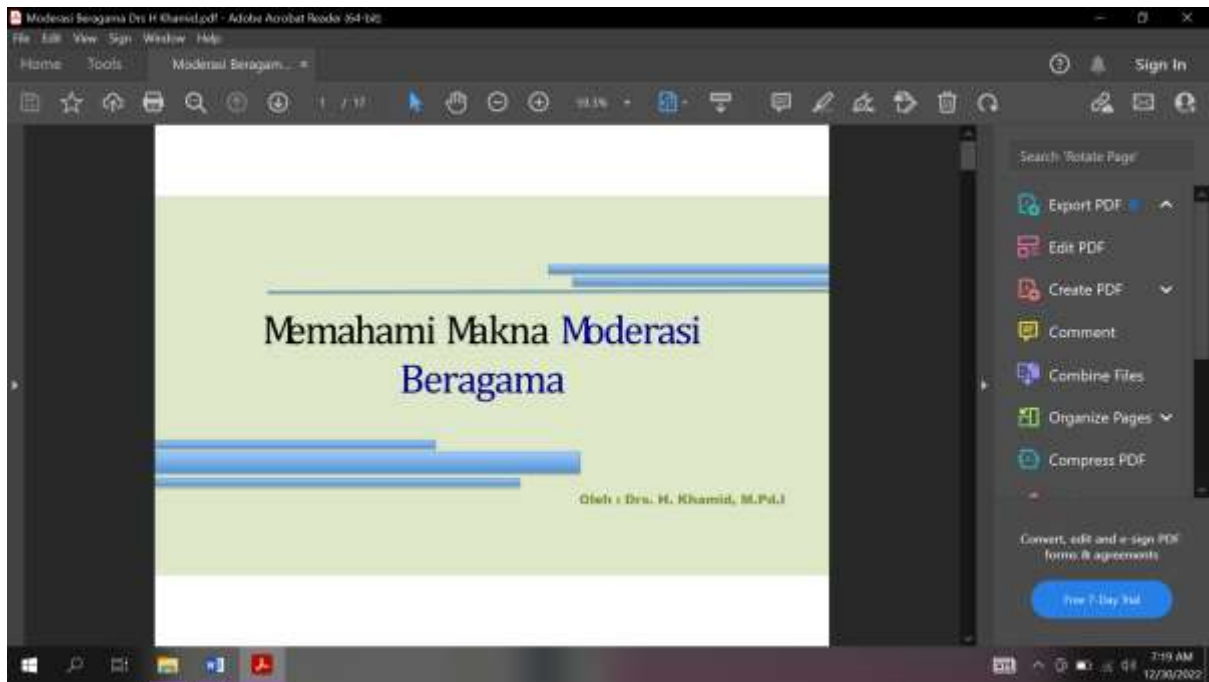 Moderasi Beragama Drs H Khamid.pdf - Adobe Acrobat Reader (64-bit)
File Edit View Sign Window Help
Home Tools Moderasi Beragam... × Sign In
1 / 17
Search 'Rotate Page'
Export PDF
Edit PDF
Create PDF
Comment
Combine Files
Organize Pages
Compress PDF
Convert, edit and e-sign PDF
forms & agreements
Free 7-Day Trial
Memahami Makna Moderasi
Beragama
Oleh : Drs. H. Khamid, M.Pd.I
7:19 AM
12/30/2022